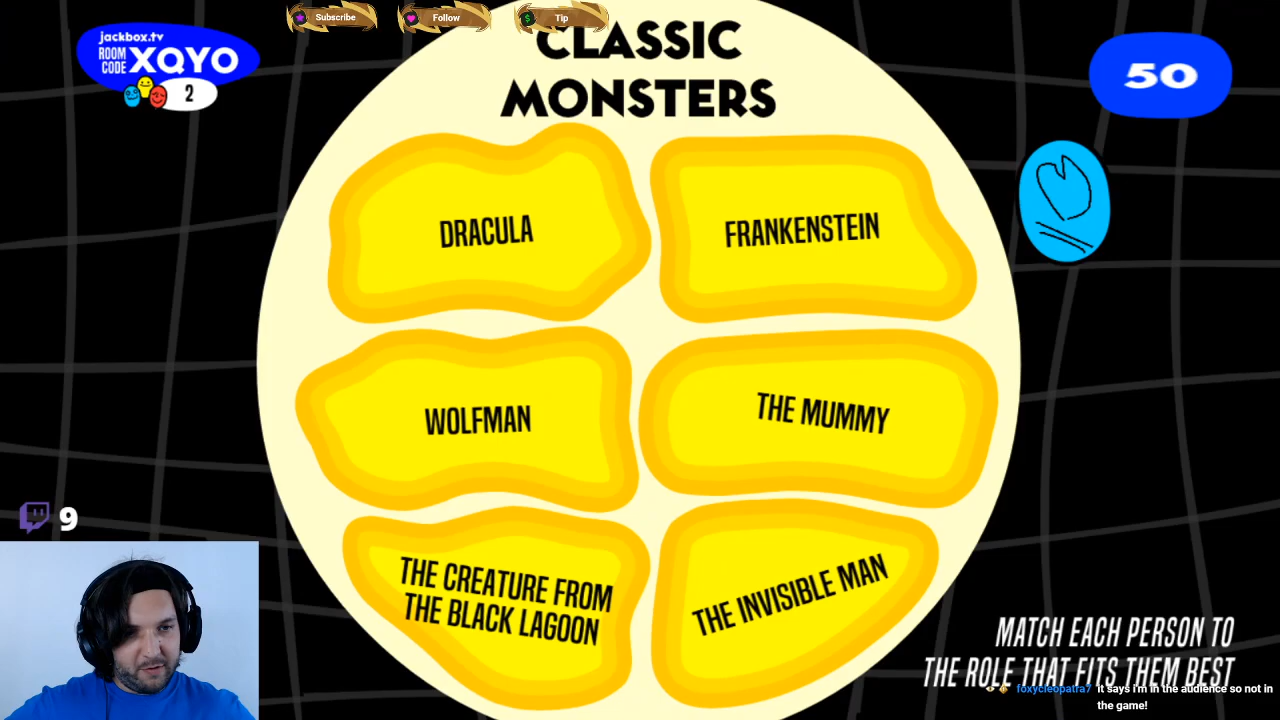 Subscribe
Follow
Tip
jackbox.tv
ROOM
CODE
XQYO
2
CLASSIC
MONSTERS
50
DRACULA
FRANKENSTEIN
WOLFMAN
THE MUMMY
THE CREATURE FROM
THE BLACK LAGOON
THE INVISIBLE MAN
9
MATCH EACH PERSON TO
THE ROLE THAT FITS THEM BEST
foxycleopatra7 it says i'm in the audience so not in
the game!